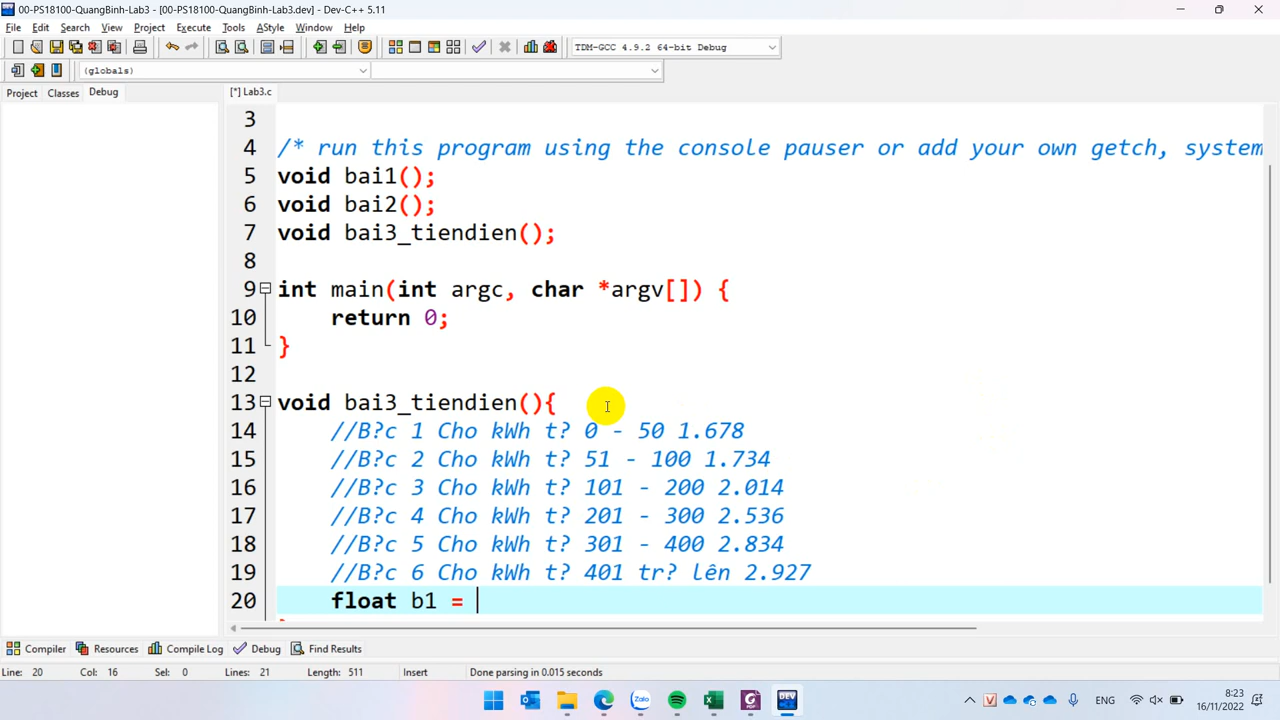 00-PS18100-QuangBinh-Lab3 - [00-PS18100-QuangBinh-Lab3.dev] - Dev-C++ 5.11
File Edit Search View Project Execute Tools AStyle Window Help
TDM-GCC 4.9.2 64-bit Debug
(globals)
Project Classes Debug [*] Lab3.c
3
4 /* run this program using the console pauser or add your own getch, system
5 void bai1();
6 void bai2();
7 void bai3_tiendien();
8
9 int main(int argc, char *argv[]) {
10 return 0;
11 }
12
13 void bai3_tiendien(){
14 //B?c 1 Cho kWh t? 0 - 50 1.678
15 //B?c 2 Cho kWh t? 51 - 100 1.734
16 //B?c 3 Cho kWh t? 101 - 200 2.014
17 //B?c 4 Cho kWh t? 201 - 300 2.536
18 //B?c 5 Cho kWh t? 301 - 400 2.834
19 //B?c 6 Cho kWh t? 401 tr? lên 2.927
20 float b1 =
Compiler Resources Compile Log Debug Find Results
Line: 20 Col: 16 Sel: 0 Lines: 21 Length: 511 Insert Done parsing in 0.015 seconds
Zalo PDF DEV ENG 8:23
16/11/2022